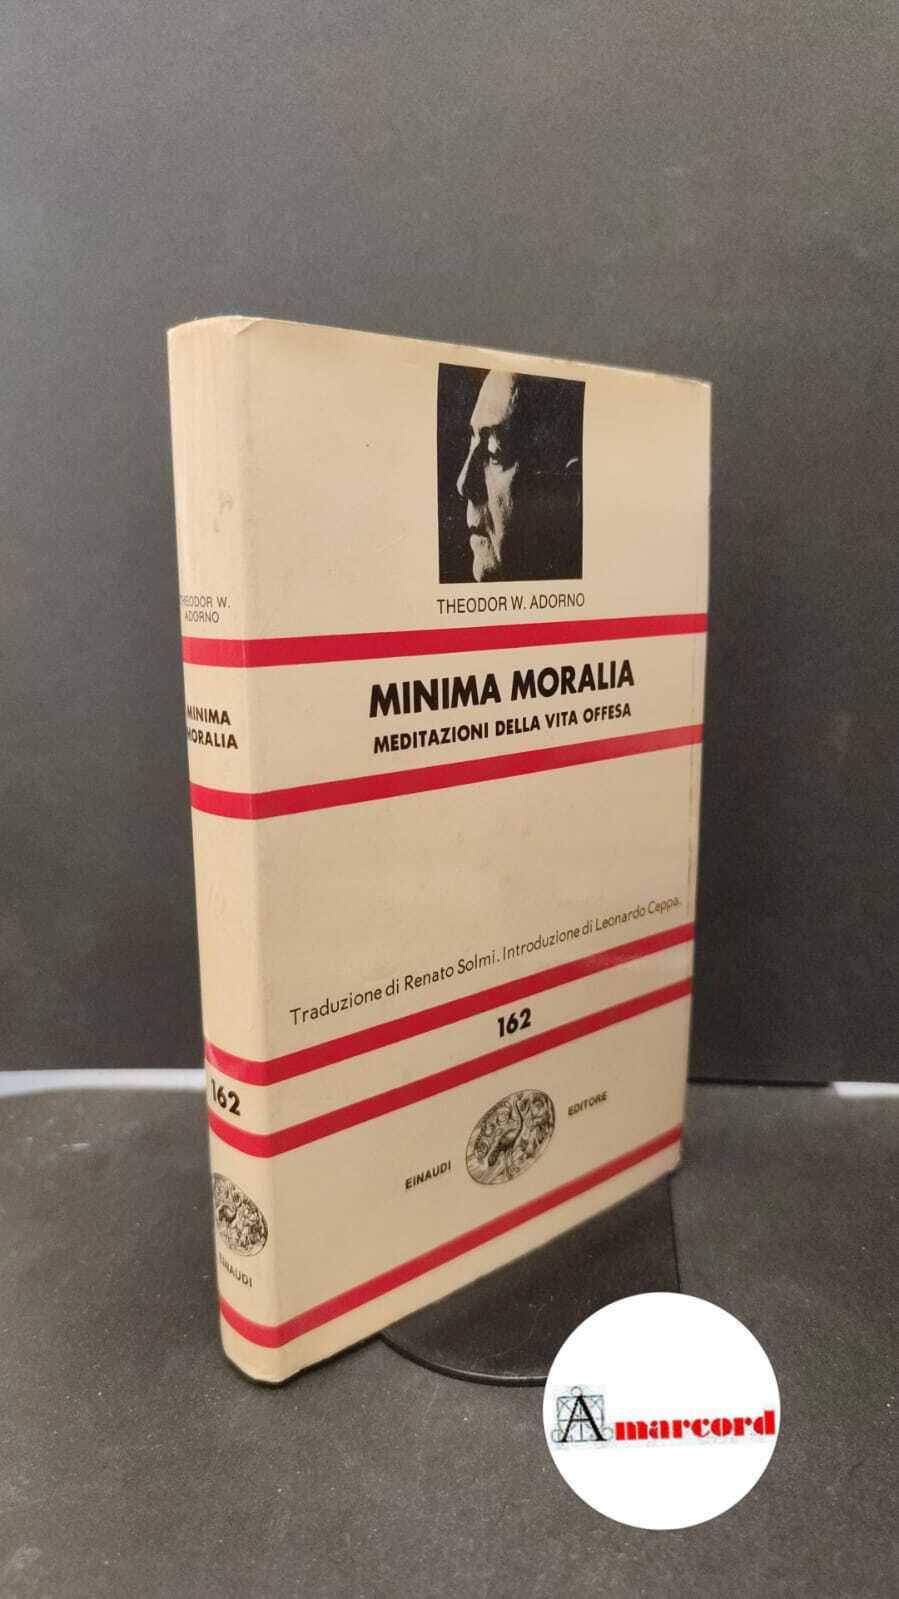 THEODOR W. ADORNO
MINIMA MORALIA
MEDITAZIONI DELLA VITA OFFESA
Traduzione di Renato Solmi. Introduzione di Leonardo Ceppa.
162
EINAUDI
EDITORE
THEODOR W.
ADORNO
MINIMA
MORALIA
162
EINAUDI
Amarcord